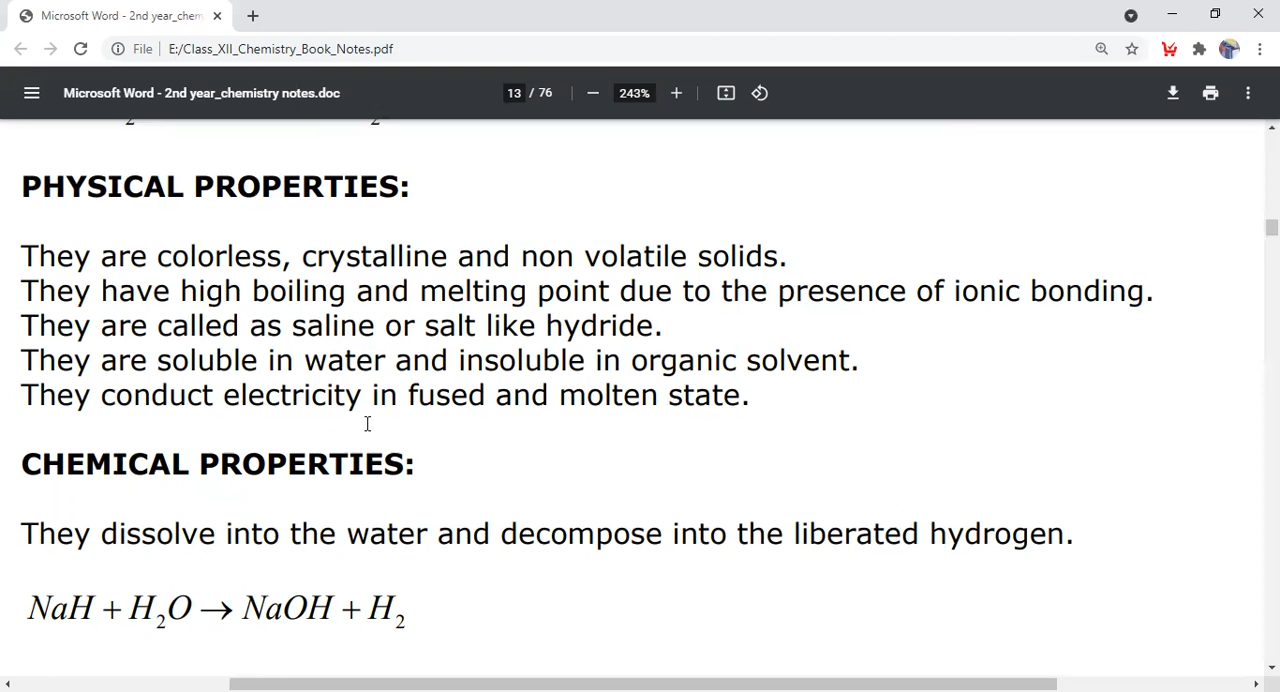 Microsoft Word - 2nd year_chem
File
E:/Class_XII_Chemistry_Book_Notes.pdf
Microsoft Word - 2nd year_chemistry notes.doc
13 / 76
243%
2 2
PHYSICAL PROPERTIES:
They are colorless, crystalline and non volatile solids.
They have high boiling and melting point due to the presence of ionic bonding.
They are called as saline or salt like hydride.
They are soluble in water and insoluble in organic solvent.
They conduct electricity in fused and molten state.
CHEMICAL PROPERTIES:
They dissolve into the water and decompose into the liberated hydrogen.
NaH + H₂O → NaOH + H₂